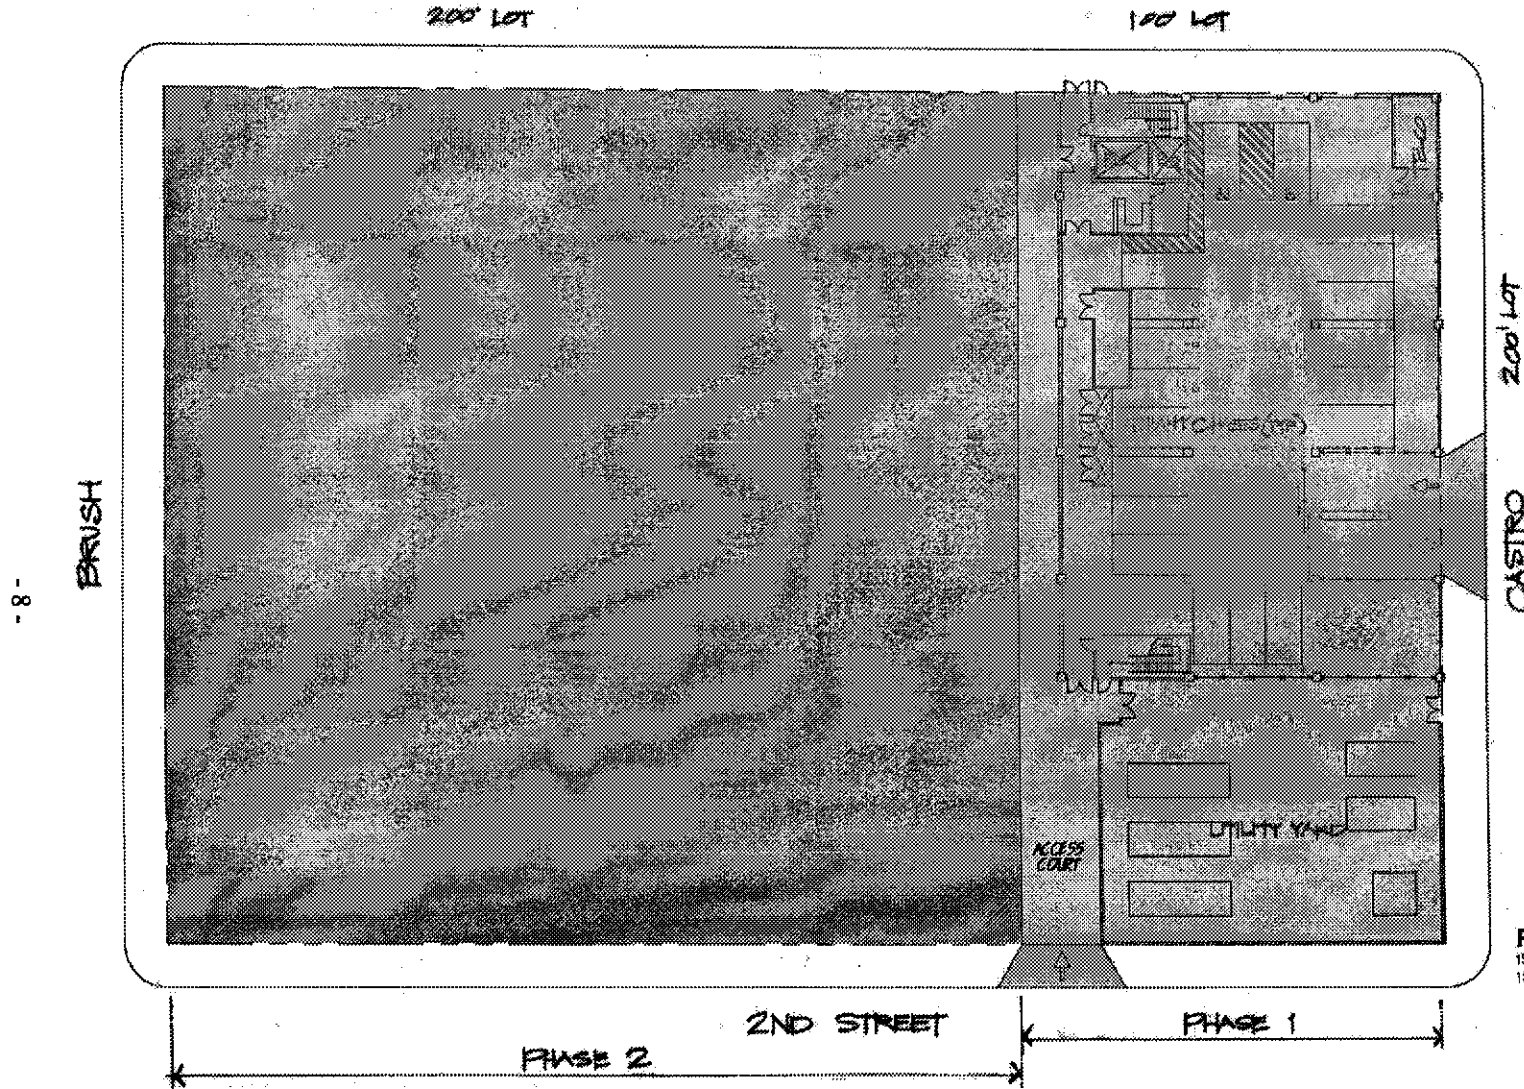 200' LOT
100' LOT
200' LOT
BRUSH
CASTRO
- 8 -
UTILITY YARD
ACCESS
COURT
2ND STREET
PHASE 1
PHASE 2